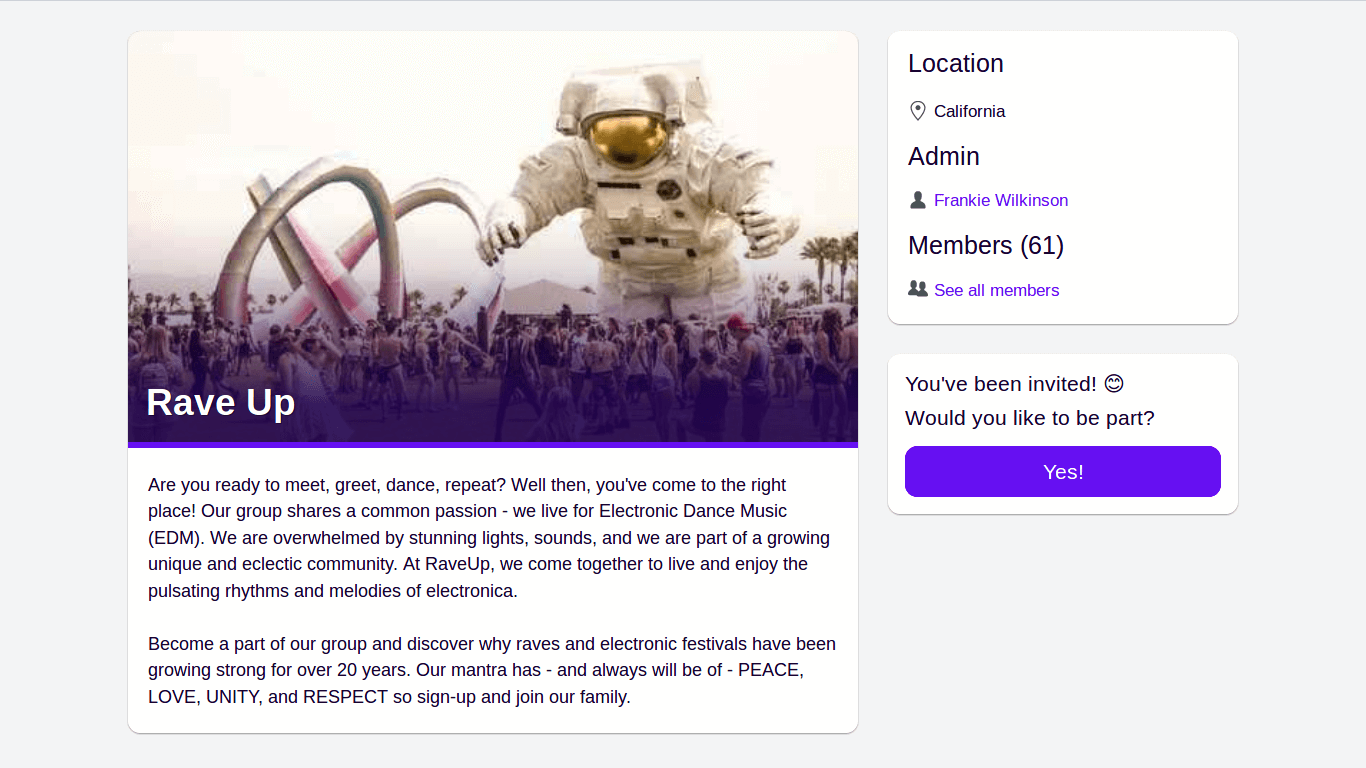 Rave Up
Are you ready to meet, greet, dance, repeat? Well then, you've come to the right
place! Our group shares a common passion - we live for Electronic Dance Music
(EDM). We are overwhelmed by stunning lights, sounds, and we are part of a growing
unique and eclectic community. At RaveUp, we come together to live and enjoy the
pulsating rhythms and melodies of electronica.
Become a part of our group and discover why raves and electronic festivals have been
growing strong for over 20 years. Our mantra has - and always will be of - PEACE,
LOVE, UNITY, and RESPECT so sign-up and join our family.
Location
California
Admin
Frankie Wilkinson
Members (61)
See all members
You've been invited! 😊
Would you like to be part?
Yes!